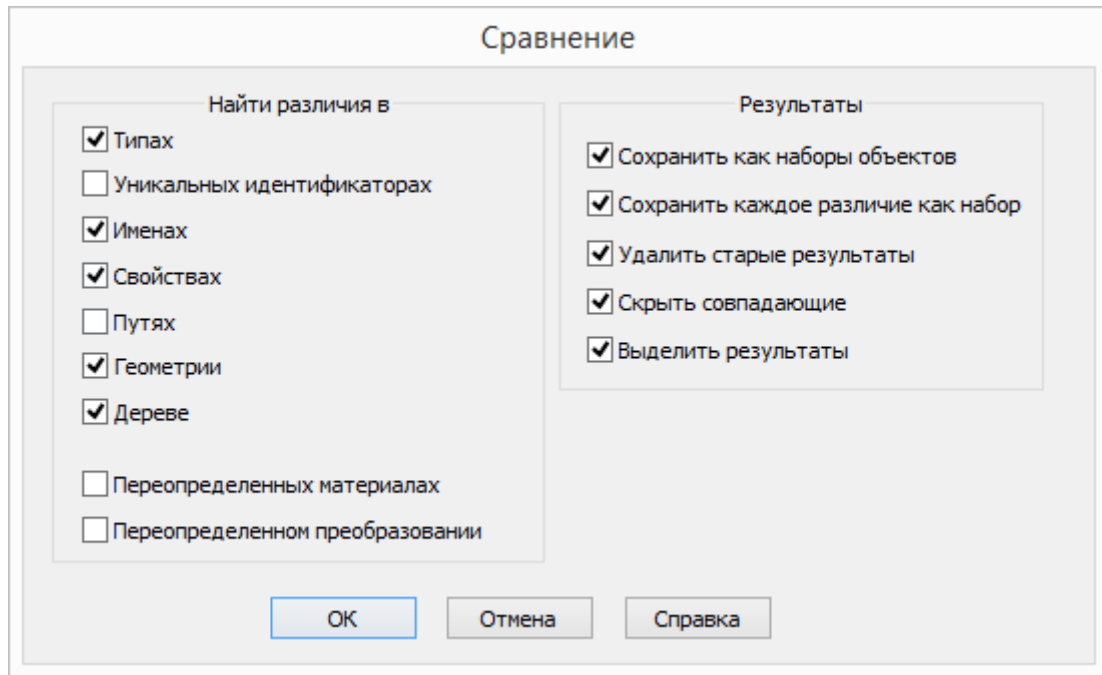 Сравнение
Найти различия в
Типах
Уникальных идентификаторах
Именах
Свойствах
Путях
Геометрии
Дереве
Переопределенных материалах
Переопределенном преобразовании
Результаты
Сохранить как наборы объектов
Сохранить каждое различие как набор
Удалить старые результаты
Скрыть совпадающие
Выделить результаты
ОК
Отмена
Справка